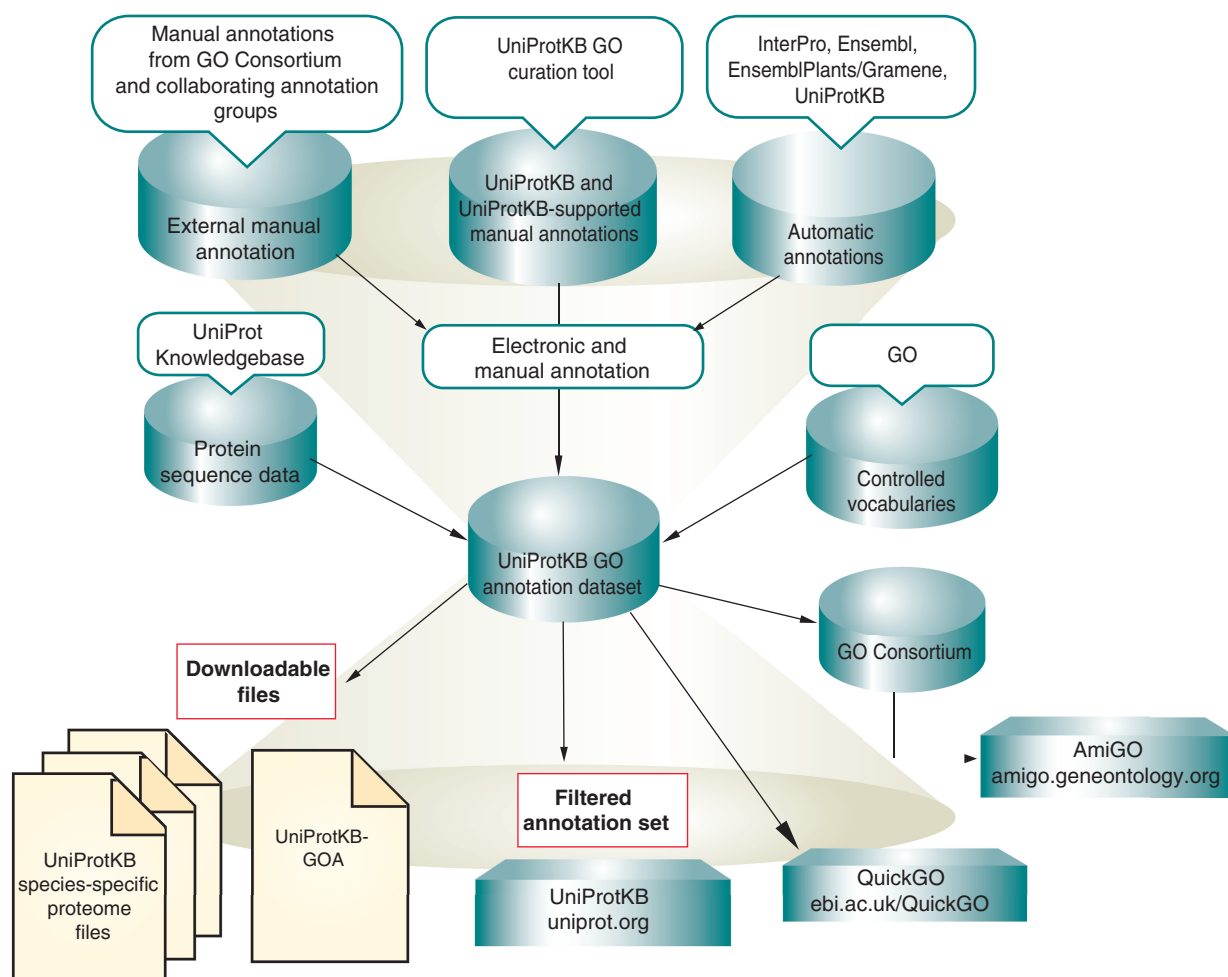 Manual annotations
from GO Consortium
and collaborating annotation
groups
UniProtKB GO
curation tool
InterPro, Ensembl,
EnsemblPlants/Gramene,
UniProtKB
External manual
annotation
UniProtKB and
UniProtKB-supported
manual annotations
Automatic
annotations
UniProt
Knowledgebase
Electronic and
manual annotation
GO
Protein
sequence data
Controlled
vocabularies
UniProtKB GO
annotation dataset
GO Consortium
Downloadable
files
AmiGO
amigo.geneontology.org
Filtered
annotation set
UniProtKB
species-specific
proteome
files
UniProtKB-
GOA
UniProtKB
uniprot.org
QuickGO
ebi.ac.uk/QuickGO